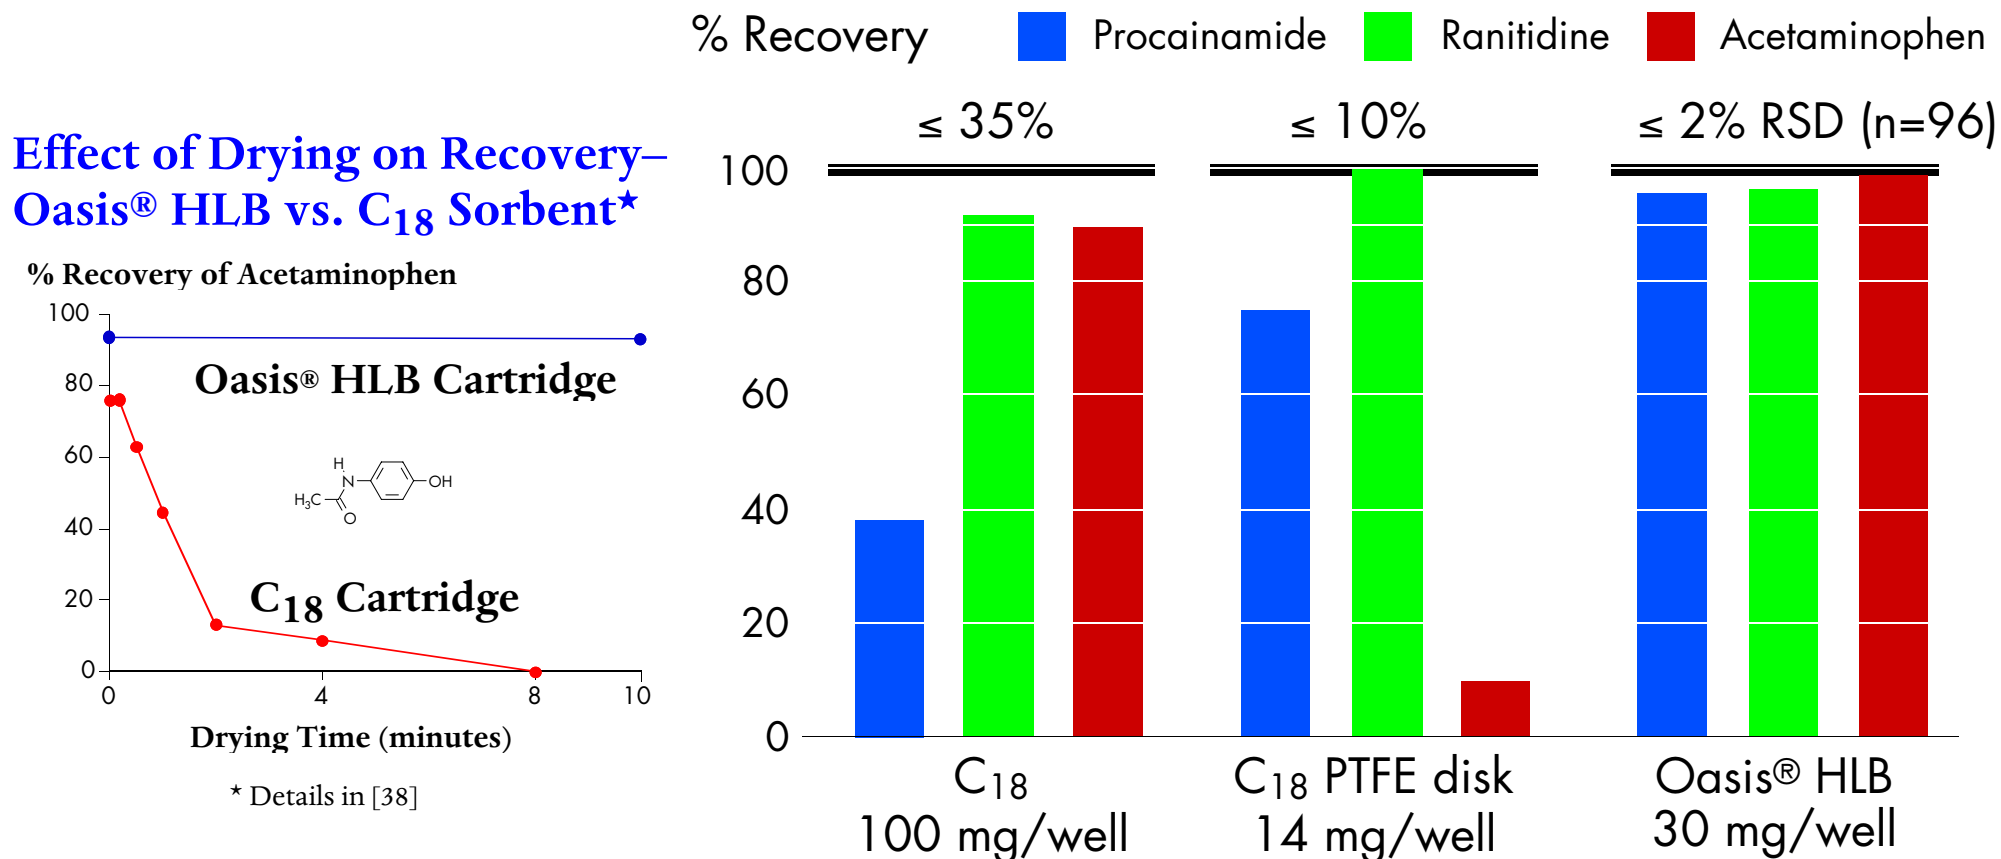 Effect of Drying on Recovery–
Oasis® HLB vs. C18 Sorbent★
% Recovery of Acetaminophen
100
80
60
40
20
0
Oasis® HLB Cartridge
H
N
H3C
O
OH
C18 Cartridge
0 4 8 10
Drying Time (minutes)
★ Details in [38]
% Recovery Procainamide Ranitidine Acetaminophen
≤ 35% ≤ 10% ≤ 2% RSD (n=96)
100
80
60
40
20
0
C18 C18 PTFE disk Oasis® HLB
100 mg/well 14 mg/well 30 mg/well